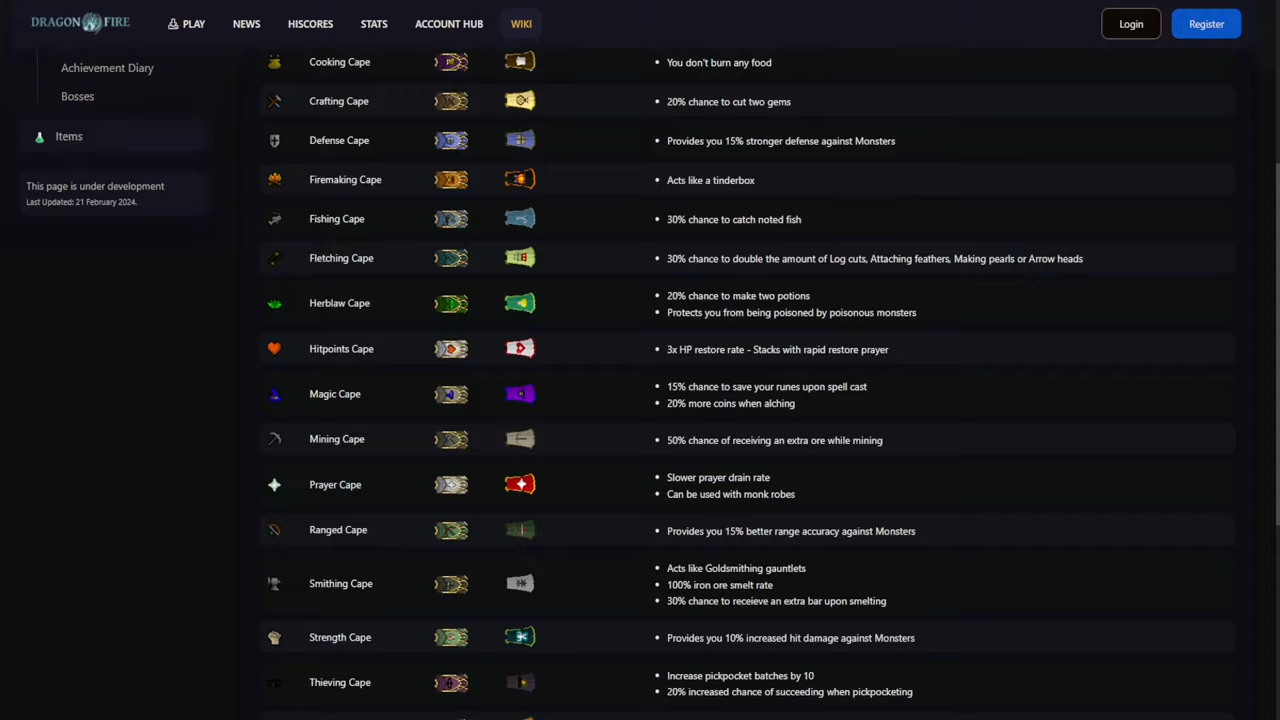 DRAGON FIRE PLAY NEWS HISCORES STATS ACCOUNT HUB WIKI Login Register
Achievement Diary
Bosses
Items
This page is under development
Last Updated: 21 February 2024.
Cooking Cape
You don't burn any food
Crafting Cape
20% chance to cut two gems
Defense Cape
Provides you 15% stronger defense against Monsters
Firemaking Cape
Acts like a tinderbox
Fishing Cape
30% chance to catch noted fish
Fletching Cape
30% chance to double the amount of Log cuts, Attaching feathers, Making pearls or Arrow heads
Herblaw Cape
20% chance to make two potions
Protects you from being poisoned by poisonous monsters
Hitpoints Cape
3x HP restore rate - Stacks with rapid restore prayer
Magic Cape
15% chance to save your runes upon spell cast
20% more coins when alching
Mining Cape
50% chance of receiving an extra ore while mining
Prayer Cape
Slower prayer drain rate
Can be used with monk robes
Ranged Cape
Provides you 15% better range accuracy against Monsters
Smithing Cape
Acts like Goldsmithing gauntlets
100% iron ore smelt rate
30% chance to receieve an extra bar upon smelting
Strength Cape
Provides you 10% increased hit damage against Monsters
Thieving Cape
Increase pickpocket batches by 10
20% increased chance of succeeding when pickpocketing